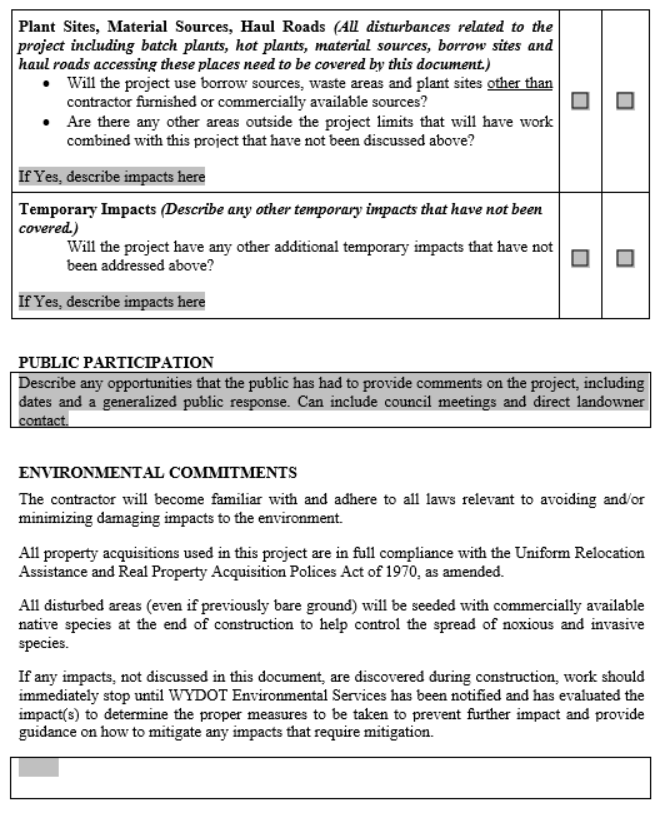 Plant Sites, Material Sources, Haul Roads (All disturbances related to the
project including batch plants, hot plants, material sources, borrow sites and
haul roads accessing these places need to be covered by this document.)
• Will the project use borrow sources, waste areas and plant sites other than
contractor furnished or commercially available sources?
• Are there any other areas outside the project limits that will have work
combined with this project that have not been discussed above?
If Yes, describe impacts here
Temporary Impacts (Describe any other temporary impacts that have not been
covered.)
Will the project have any other additional temporary impacts that have not
been addressed above?
If Yes, describe impacts here
PUBLIC PARTICIPATION
Describe any opportunities that the public has had to provide comments on the project, including
dates and a generalized public response. Can include council meetings and direct landowner
contact.
ENVIRONMENTAL COMMITMENTS
The contractor will become familiar with and adhere to all laws relevant to avoiding and/or
minimizing damaging impacts to the environment.
All property acquisitions used in this project are in full compliance with the Uniform Relocation
Assistance and Real Property Acquisition Polices Act of 1970, as amended.
All disturbed areas (even if previously bare ground) will be seeded with commercially available
native species at the end of construction to help control the spread of noxious and invasive
species.
If any impacts, not discussed in this document, are discovered during construction, work should
immediately stop until WYDOT Environmental Services has been notified and has evaluated the
impact(s) to determine the proper measures to be taken to prevent further impact and provide
guidance on how to mitigate any impacts that require mitigation.